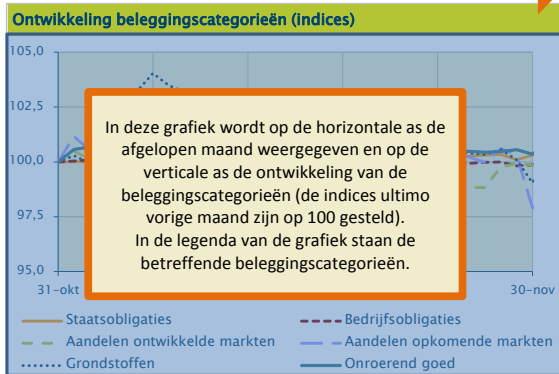 Ontwikkeling beleggingscategorieën (indices)
105,0
102,5
100,0
97,5
95,0
In deze grafiek wordt op de horizontale as de
afgelopen maand weergegeven en op de
verticale as de ontwikkeling van de
beleggingscategorieën (de indices ultimo
vorige maand zijn op 100 gesteld).
In de legenda van de grafiek staan de
betreffende beleggingscategorieën.
31-okt
30-nov
Staatsobligaties
Bedrijfsobligaties
Aandelen ontwikkelde markten
Aandelen opkomende markten
Grondstoffen
Onroerend goed